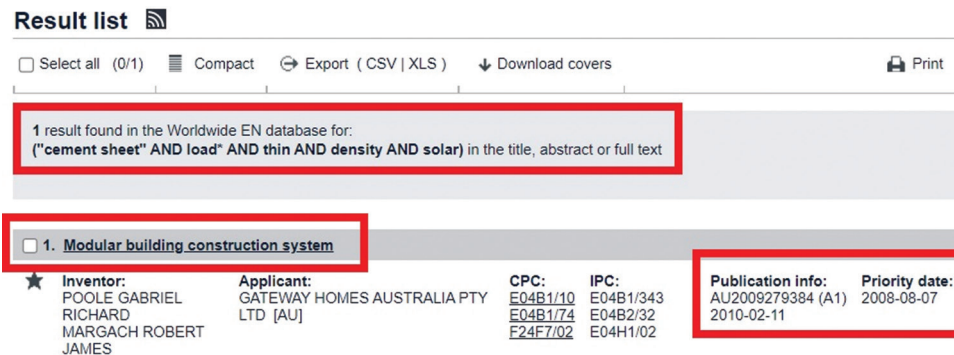 Result list
Select all (0/1) Compact Export ( CSV | XLS ) Download covers Print
1 result found in the Worldwide EN database for:
("cement sheet" AND load* AND thin AND density AND solar) in the title, abstract or full text
1. Modular building construction system
Inventor: Applicant: CPC: IPC: Publication info: Priority date:
POOLE GABRIEL GATEWAY HOMES AUSTRALIA PTY E04B1/10 E04B1/343 AU2009279384 (A1) 2008-08-07
RICHARD LTD [AU] E04B1/74 E04B2/32 2010-02-11
MARGACH ROBERT F24F7/02 E04H1/02
JAMES